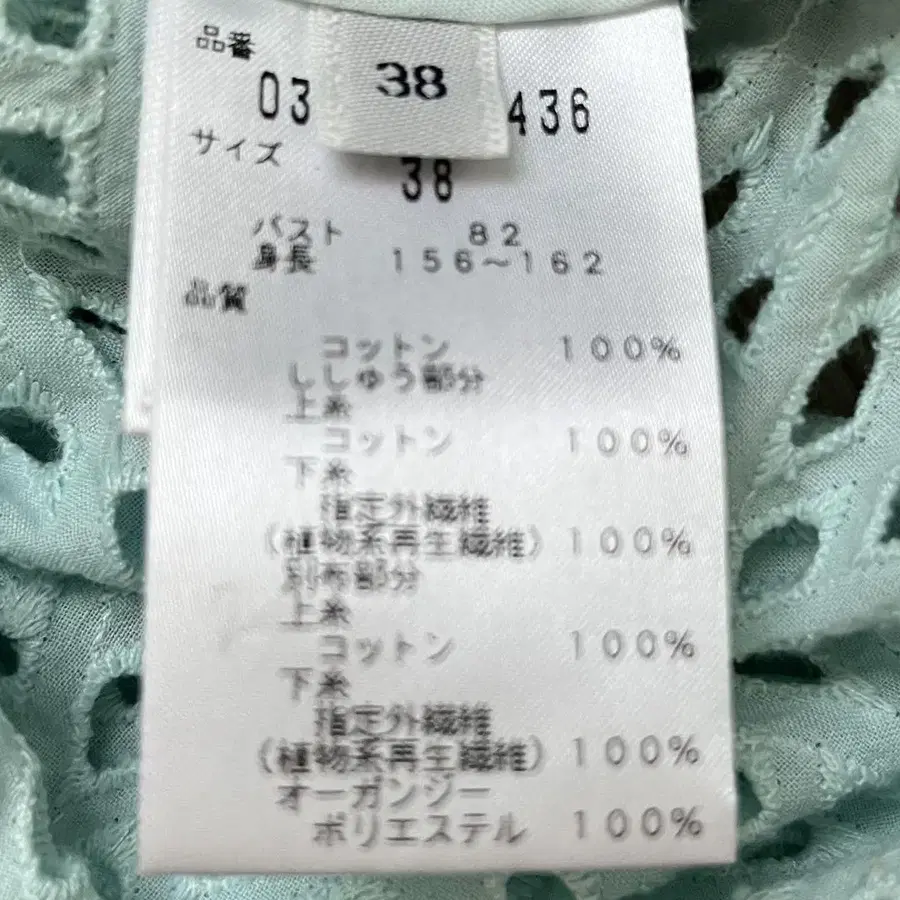 品番
38
03 436
サイズ
38
バスト 82
身長 156～162
品質
コットン 100%
ししゅう部分
上糸
コットン 100%
下糸
指定外繊維
(植物系再生繊維) 100%
別布部分
上糸
コットン 100%
下糸
指定外繊維
(植物系再生繊維) 100%
オーガンジー
ポリエステル 100%